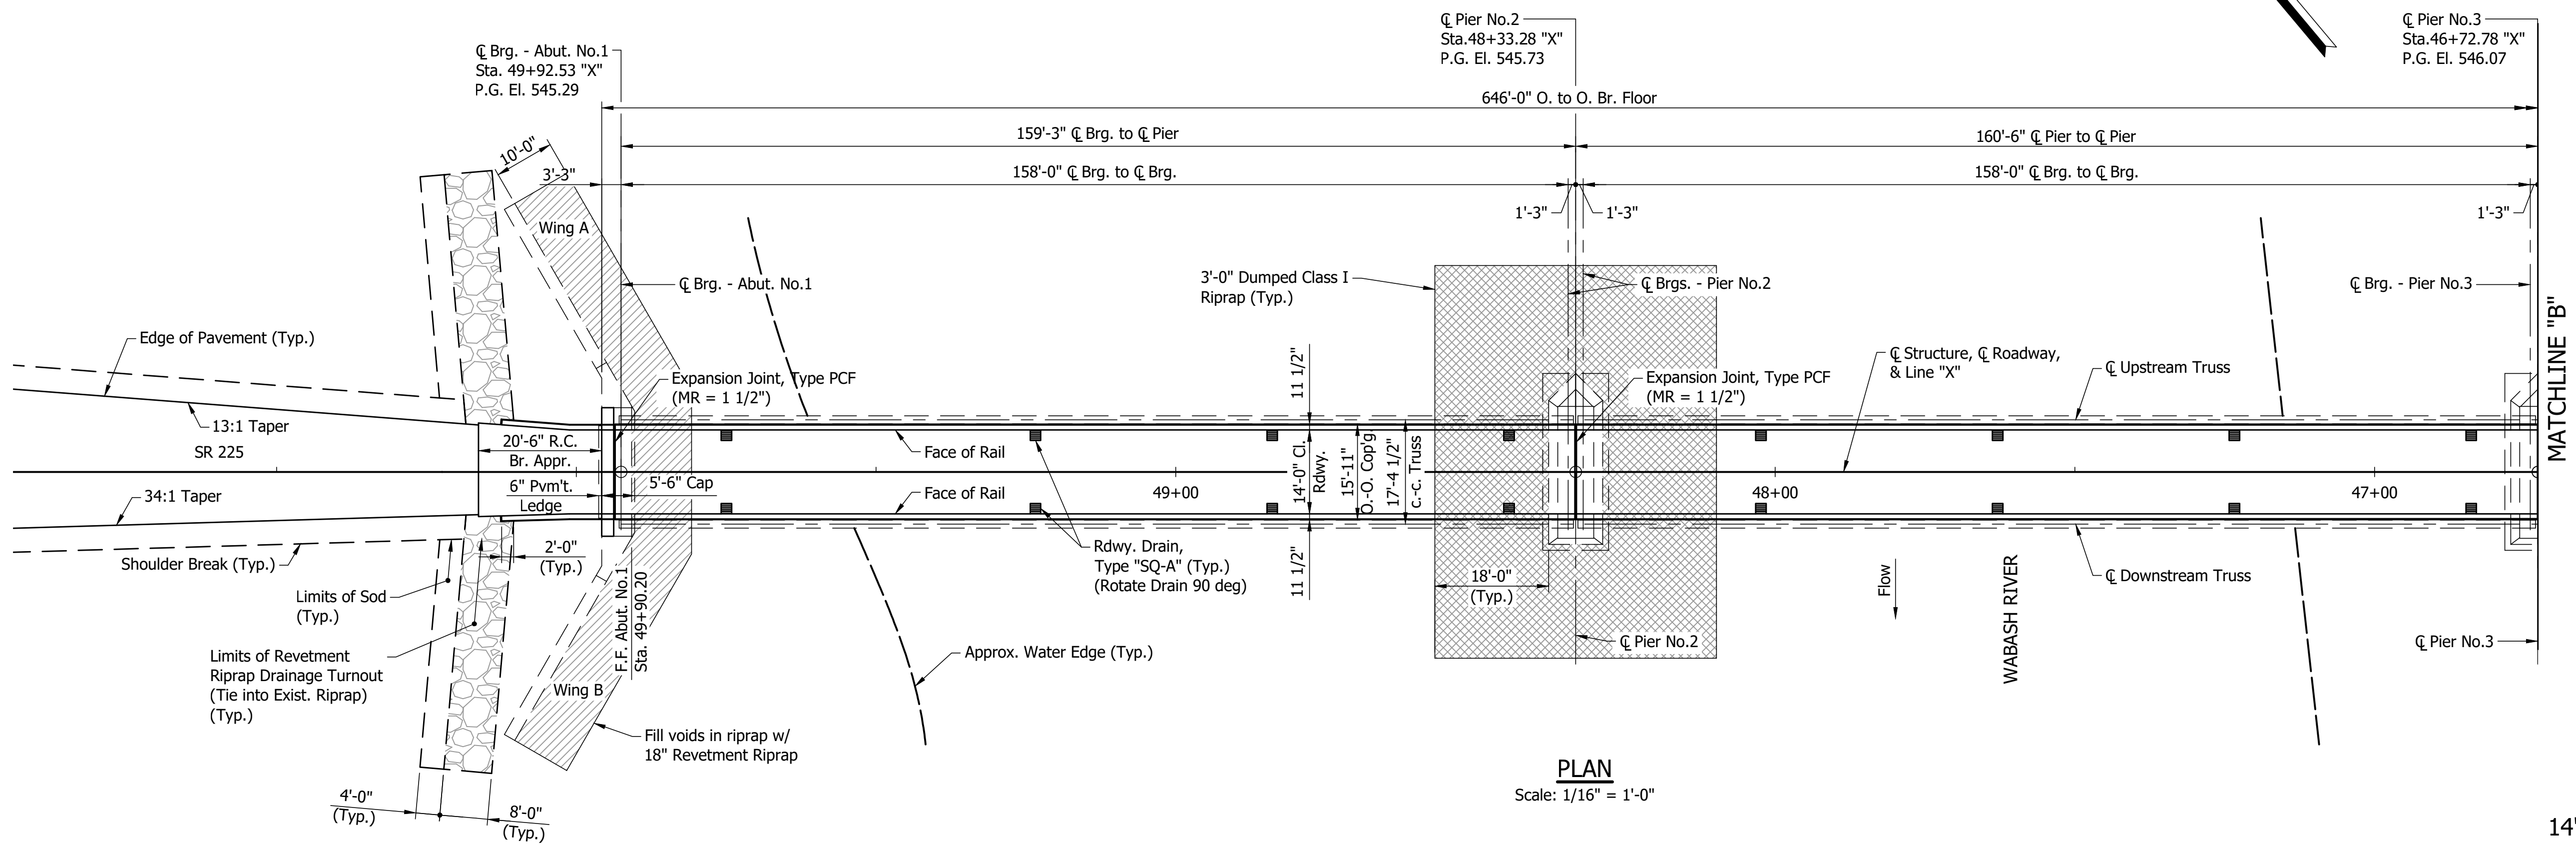 ℄ Brg. - Abut. No.1
Sta. 49+92.53 "X"
P.G. El. 545.29
℄ Pier No.2
Sta.48+33.28 "X"
P.G. El. 545.73
℄ Pier No.3
Sta.46+72.78 "X"
P.G. El. 546.07
646'-0" O. to O. Br. Floor
159'-3" ℄ Brg. to ℄ Pier
160'-6" ℄ Pier to ℄ Pier
10'-0"
3'-3"
158'-0" ℄ Brg. to ℄ Brg.
158'-0" ℄ Brg. to ℄ Brg.
1'-3"
1'-3"
1'-3"
Wing A
℄ Brg. - Abut. No.1
3'-0" Dumped Class I
Riprap (Typ.)
℄ Brgs. - Pier No.2
℄ Brg. - Pier No.3
MATCHLINE "B"
Edge of Pavement (Typ.)
Expansion Joint, Type PCF
(MR = 1 1/2")
11 1/2"
Expansion Joint, Type PCF
(MR = 1 1/2")
℄ Structure, ℄ Roadway,
& Line "X"
℄ Upstream Truss
13:1 Taper
SR 225
20'-6" R.C.
Br. Appr.
Face of Rail
14'-0" Cl.
Rdwy.
15'-11"
O.-O. Cop'g.
17'-4 1/2"
c.-c. Truss
34:1 Taper
6" Pvm't.
Ledge
5'-6" Cap
Face of Rail
49+00
48+00
47+00
Shoulder Break (Typ.)
2'-0"
(Typ.)
F.F. Abut. No.1
Sta. 49+90.20
Rdwy. Drain,
Type "SQ-A" (Typ.)
(Rotate Drain 90 deg)
11 1/2"
18'-0"
(Typ.)
Flow
WABASH RIVER
℄ Downstream Truss
Limits of Sod
(Typ.)
Limits of Revetment
Riprap Drainage Turnout
(Tie into Exist. Riprap)
(Typ.)
Approx. Water Edge (Typ.)
℄ Pier No.2
℄ Pier No.3
Wing B
Fill voids in riprap w/
18" Revetment Riprap
4'-0"
(Typ.)
8'-0"
(Typ.)
PLAN
Scale: 1/16" = 1'-0"
14'